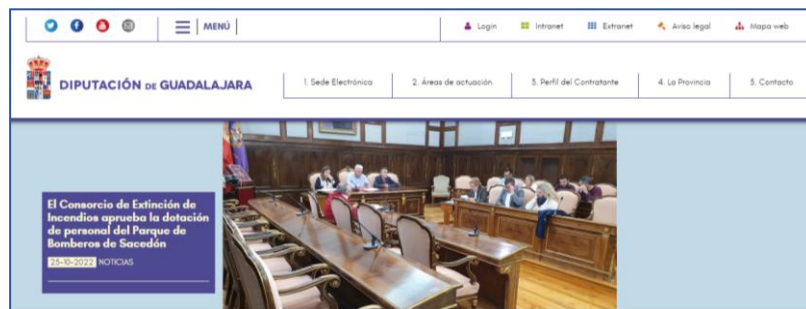 MENÚ
Login
Intranet
Extranet
Aviso legal
Mapa web
DIPUTACIÓN DE GUADALAJARA
1. Sede Electrónica
2. Áreas de actuación
3. Perfil del Contratante
4. La Provincia
5. Contacto
El Consorcio de Extinción de
Incendios aprueba la dotación
de personal del Parque de
Bomberos de Sacedón
25-10-2022 NOTICIAS